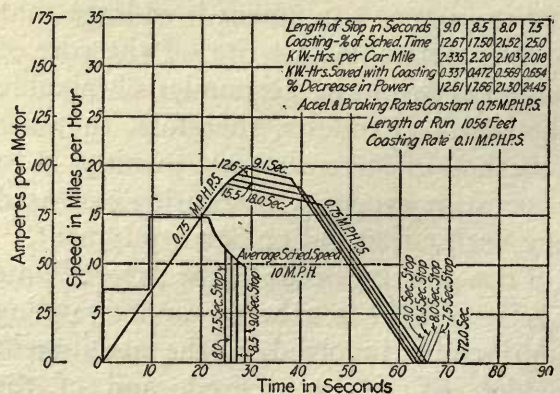 Length of Stop in Seconds 9.0 8.5 8.0 7.5
Coasting-% of Sched. Time 12.67 17.50 21.52 25.0
KW.-Hrs. per Car Mile 2.335 2.20 2.103 2.018
KW.-Hrs. Saved with Coasting 0.337 0.472 0.569 0.654
% Decrease in Power 12.61 17.66 21.30 24.45
Accel. & Braking Rates Constant 0.75 M.P.H.P.S.
Length of Run 1056 Feet
Coasting Rate 0.11 M.P.H.P.S.
Amperes per Motor
175
150
125
100
75
50
25
0
Speed in Miles per Hour
35
30
25
20
15
10
5
0
0.75 M.P.H.P.S.
12.6
9.1 Sec.
15.5
18.0 Sec.
0.75 M.P.H.P.S.
Average Sched. Speed
10 M.P.H.
8.0
7.5 Sec. Stop
8.5
9.0 Sec. Stop
9.0 Sec. Stop
8.5 Sec. Stop
8.0 Sec. Stop
7.5 Sec. Stop
72.0 Sec.
10 20 30 40 50 60 70 80 90
Time in Seconds